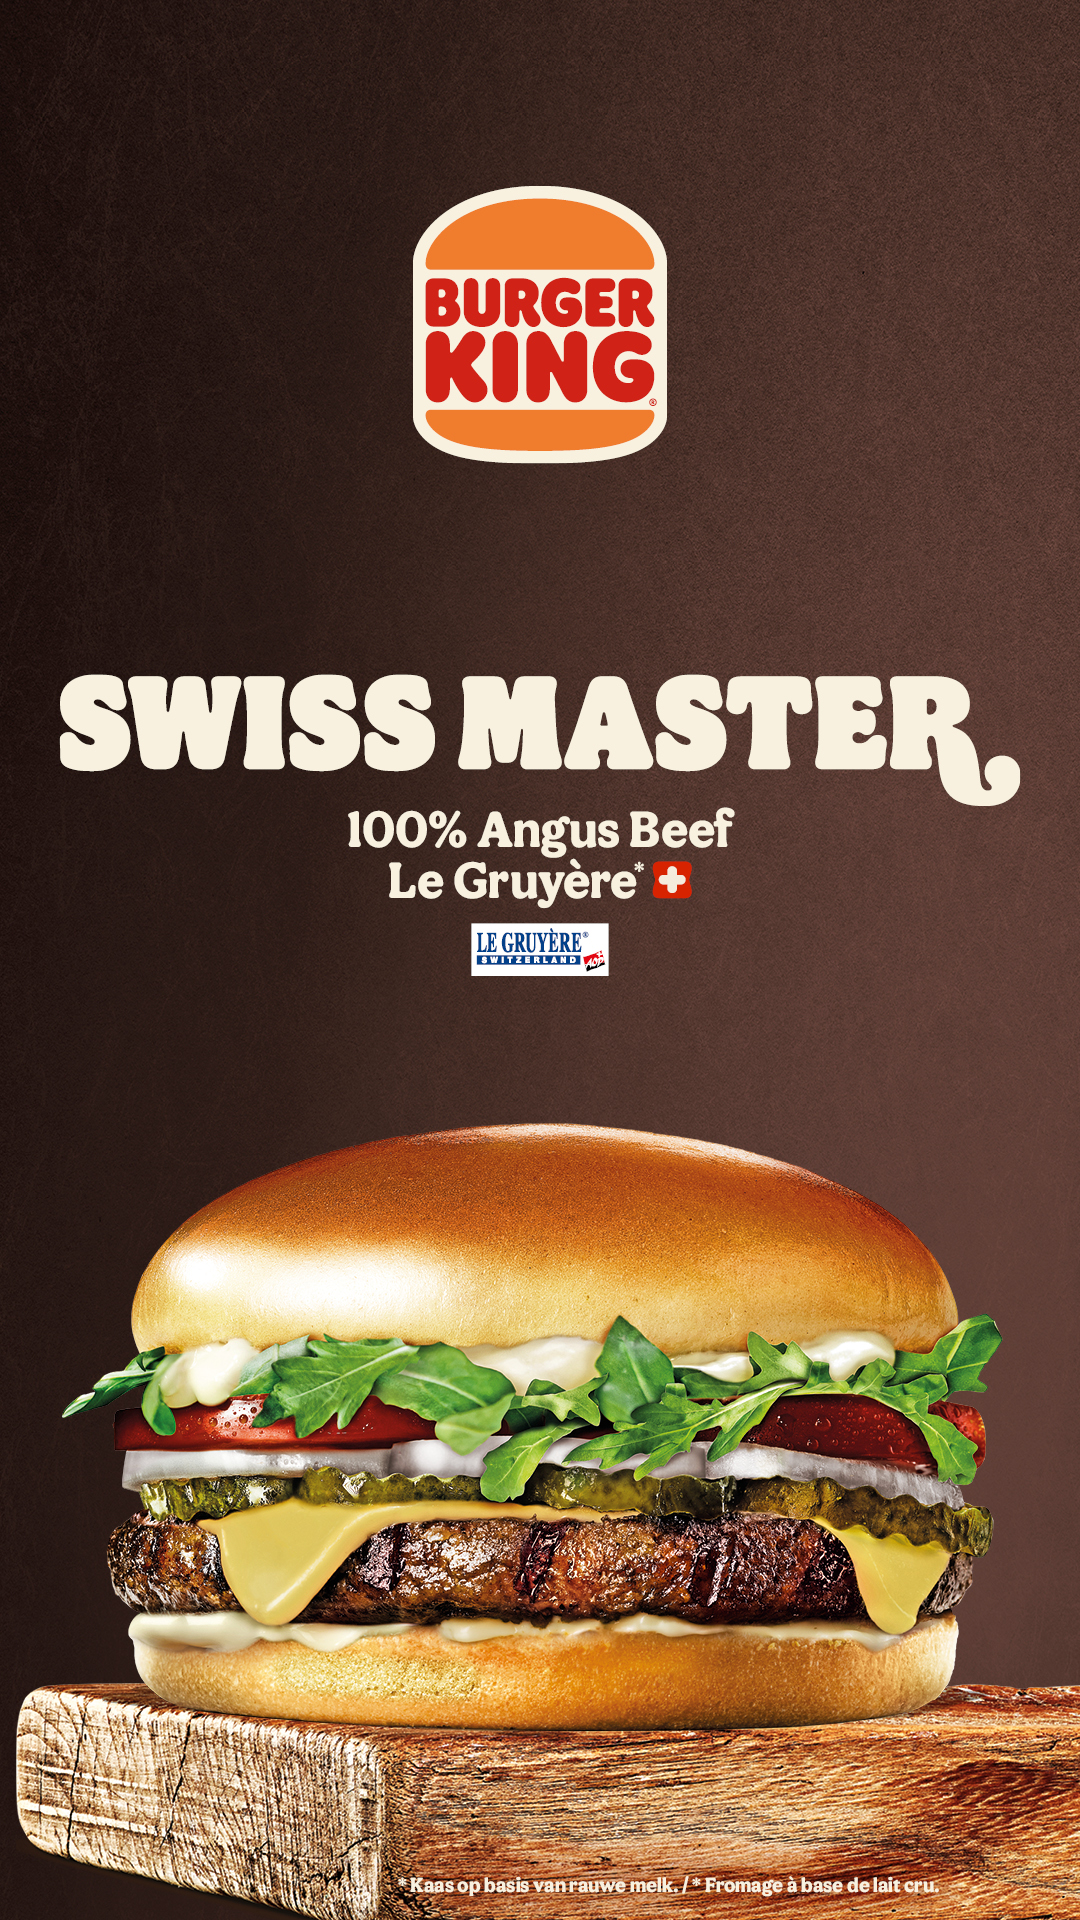 BURGER
KING®
SWISS MASTER
100% Angus Beef
Le Gruyère*
LE GRUYÈRE®
SWITZERLAND
AOP
* Kaas op basis van rauwe melk. / * Fromage à base de lait cru.